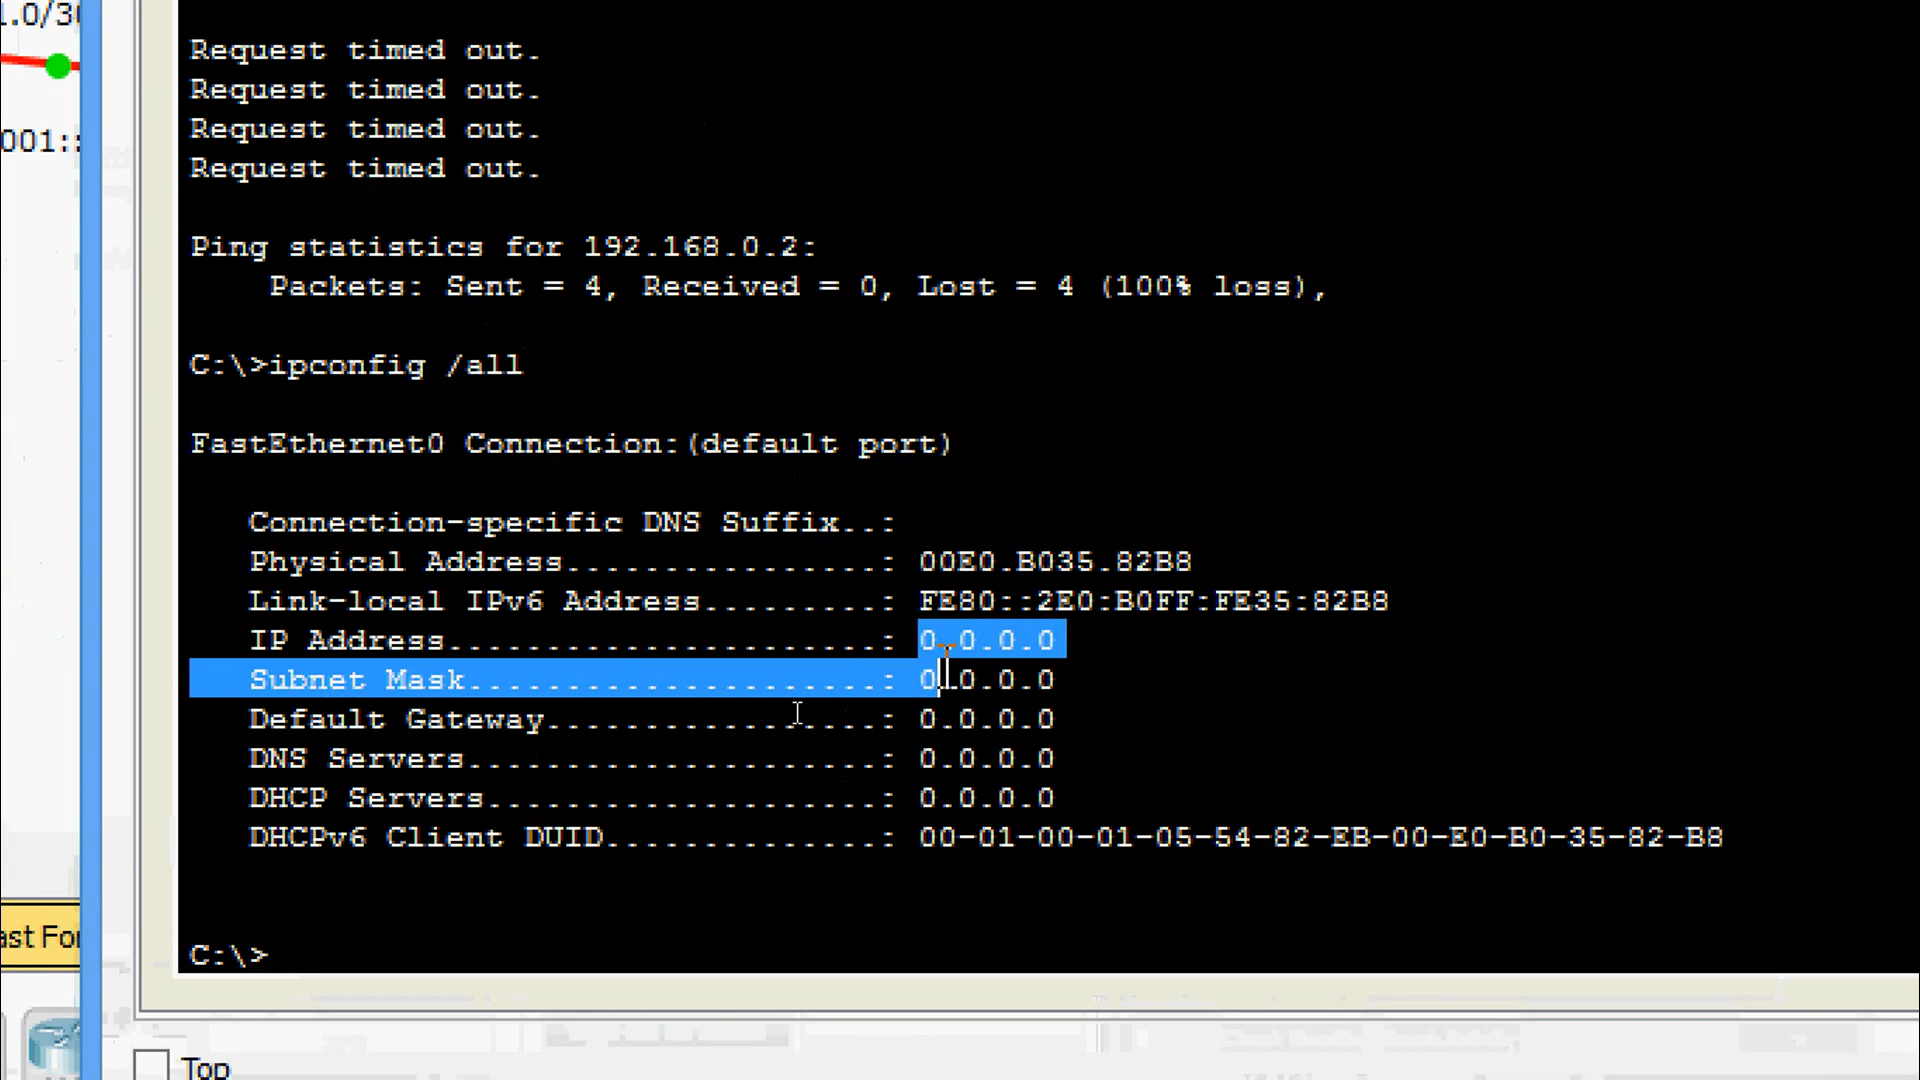 1.0/30
Request timed out.
Request timed out.
Request timed out.
001::
Request timed out.
Ping statistics for 192.168.0.2:
Packets: Sent = 4, Received = 0, Lost = 4 (100% loss),
C:\>ipconfig /all
FastEthernet0 Connection:(default port)
Connection-specific DNS Suffix..:
Physical Address................: 00E0.B035.82B8
Link-local IPv6 Address.........: FE80::2E0:B0FF:FE35:82B8
IP Address......................: 0.0.0.0
Subnet Mask.....................: 0.0.0.0
Default Gateway.................: 0.0.0.0
DNS Servers.....................: 0.0.0.0
DHCP Servers....................: 0.0.0.0
DHCPv6 Client DUID..............: 00-01-00-01-05-54-82-EB-00-E0-B0-35-82-B8
ast For
C:\>
Top